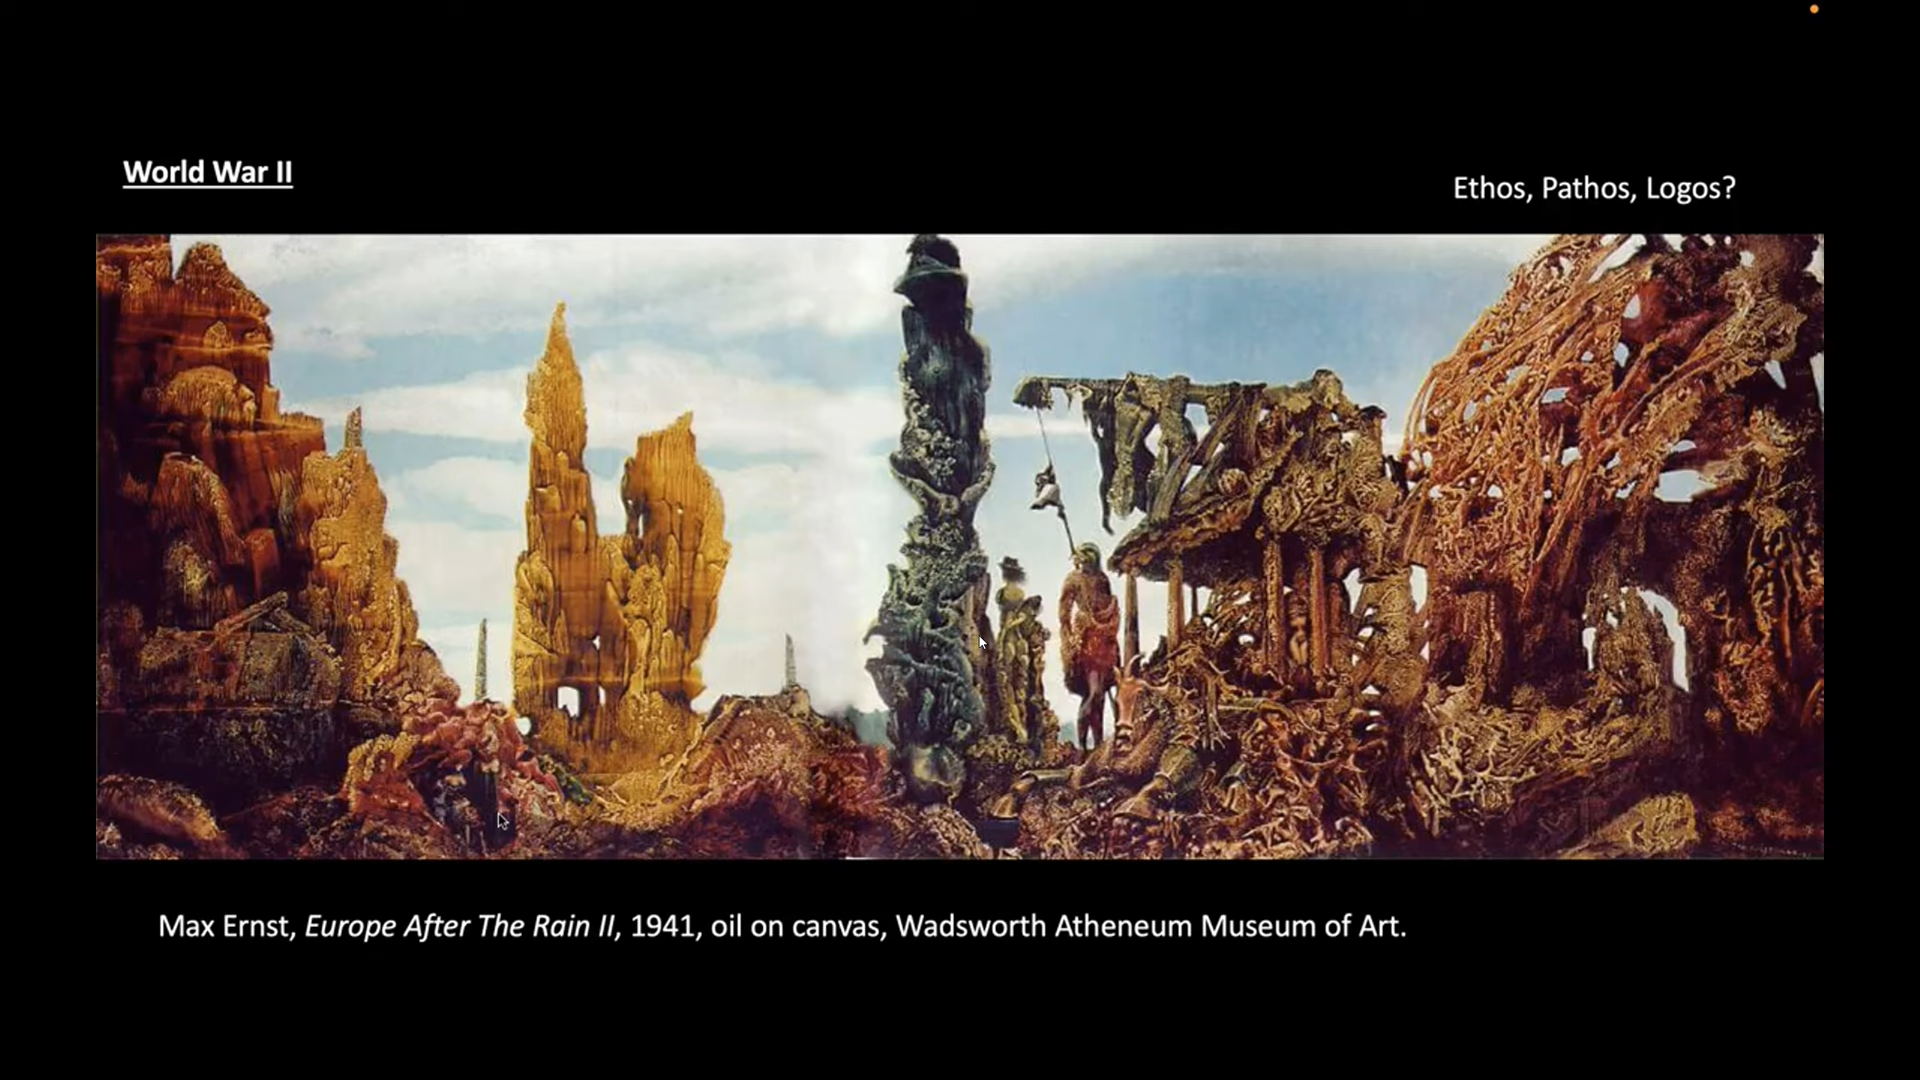 World War II
Ethos, Pathos, Logos?
Max Ernst, Europe After The Rain II, 1941, oil on canvas, Wadsworth Atheneum Museum of Art.